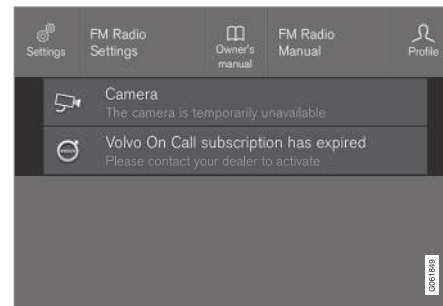 Settings
FM Radio
Settings
Owner's
manual
FM Radio
Manual
Profile
Camera
The camera is temporarily unavailable
Volvo On Call subscription has expired
Please contact your dealer to activate
G061849